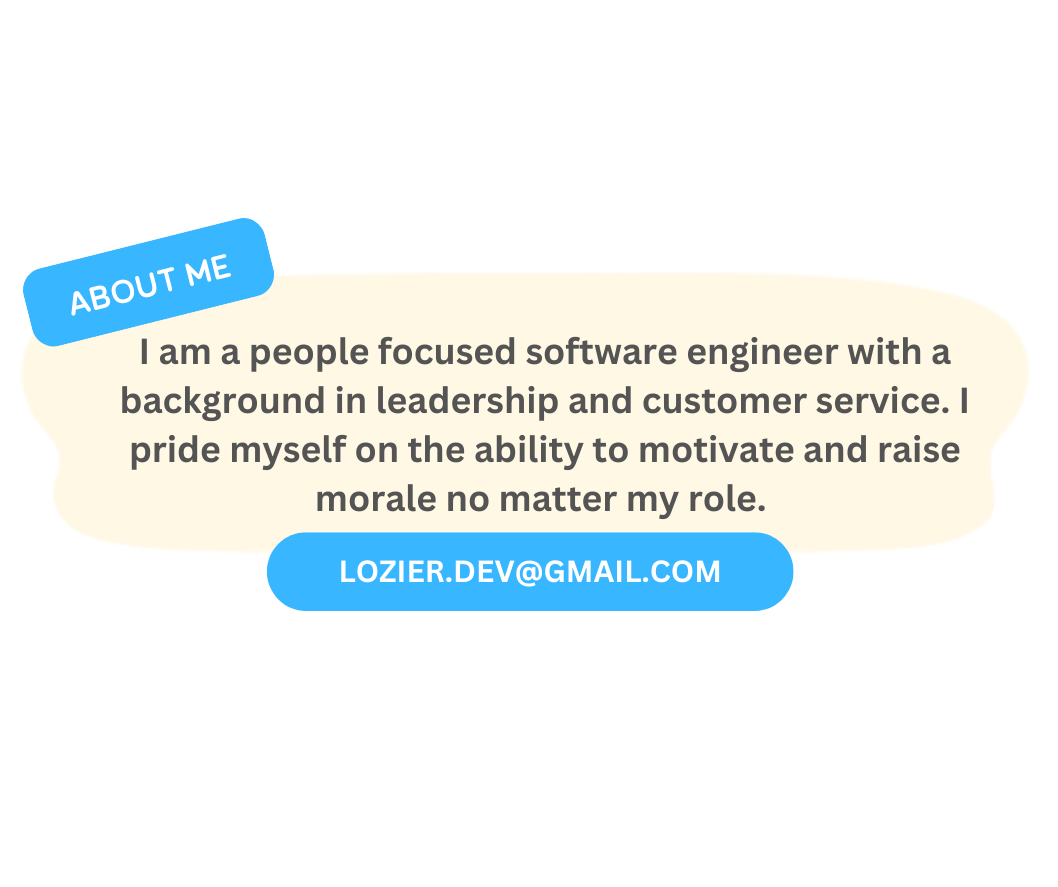 ABOUT ME
I am a people focused software engineer with a
background in leadership and customer service. I
pride myself on the ability to motivate and raise
morale no matter my role.
LOZIER.DEV@GMAIL.COM